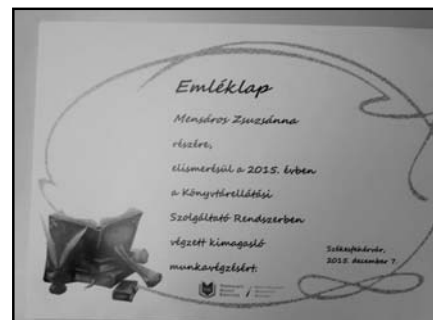 Emléklap
Mensáros Zsuzsánna
részére,
elismerésül a 2015. évben
a Könyvtárellátási
Szolgáltató Rendszerben
végzett kimagasló
munkavégzésért.
Székesfehérvár,
2015. december 7.